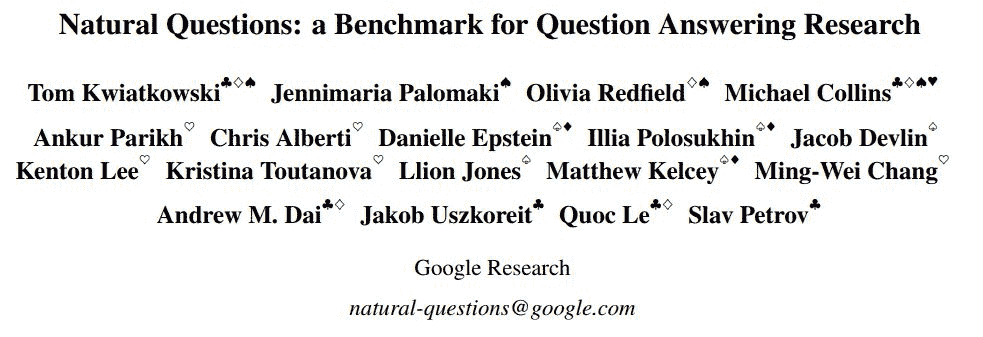 Natural Questions: a Benchmark for Question Answering Research
Tom Kwiatkowski♣♢♠ Jennimaria Palomaki♠ Olivia Redfield♢♠ Michael Collins♣♢♠♥
Ankur Parikh♡ Chris Alberti♡ Danielle Epstein♤♦ Illia Polosukhin♤♦ Jacob Devlin♤
Kenton Lee♡ Kristina Toutanova♡ Llion Jones♤ Matthew Kelcey♤♦ Ming-Wei Chang♡
Andrew M. Dai♣♢ Jakob Uszkoreit♣ Quoc Le♣♢ Slav Petrov♣
Google Research
natural-questions@google.com